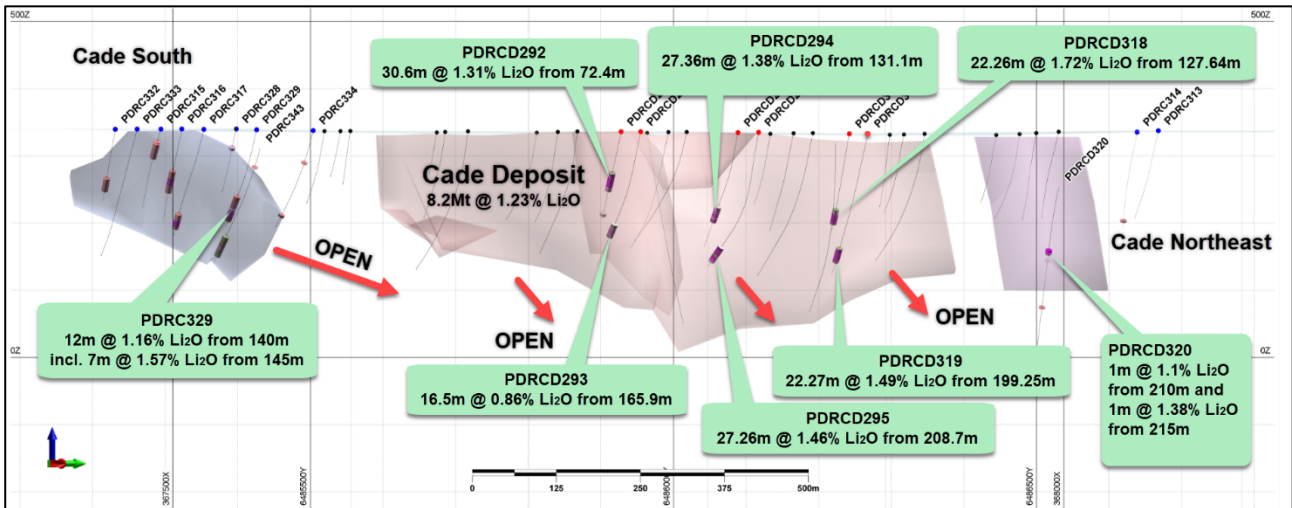 500Z
500Z
Cade South
PDRCD292
30.6m @ 1.31% Li₂O from 72.4m
PDRCD294
27.36m @ 1.38% Li₂O from 131.1m
PDRCD318
22.26m @ 1.72% Li₂O from 127.64m
PDRC332
PDRC333
PDRC315
PDRC316
PDRC317
PDRC328
PDRC329
PDRC343
PDRC334
PDRC314
PDRC313
PDRCD320
Cade Deposit
8.2Mt @ 1.23% Li₂O
Cade Northeast
OPEN
OPEN
OPEN
PDRC329
12m @ 1.16% Li₂O from 140m
incl. 7m @ 1.57% Li₂O from 145m
0Z
0Z
PDRCD293
16.5m @ 0.86% Li₂O from 165.9m
PDRCD319
22.27m @ 1.49% Li₂O from 199.25m
PDRCD295
27.26m @ 1.46% Li₂O from 208.7m
PDRCD320
1m @ 1.1% Li₂O
from 210m and
1m @ 1.38% Li₂O
from 215m
0
125
250
375
500m
367500X
6485500Y
6486500Y
368000X